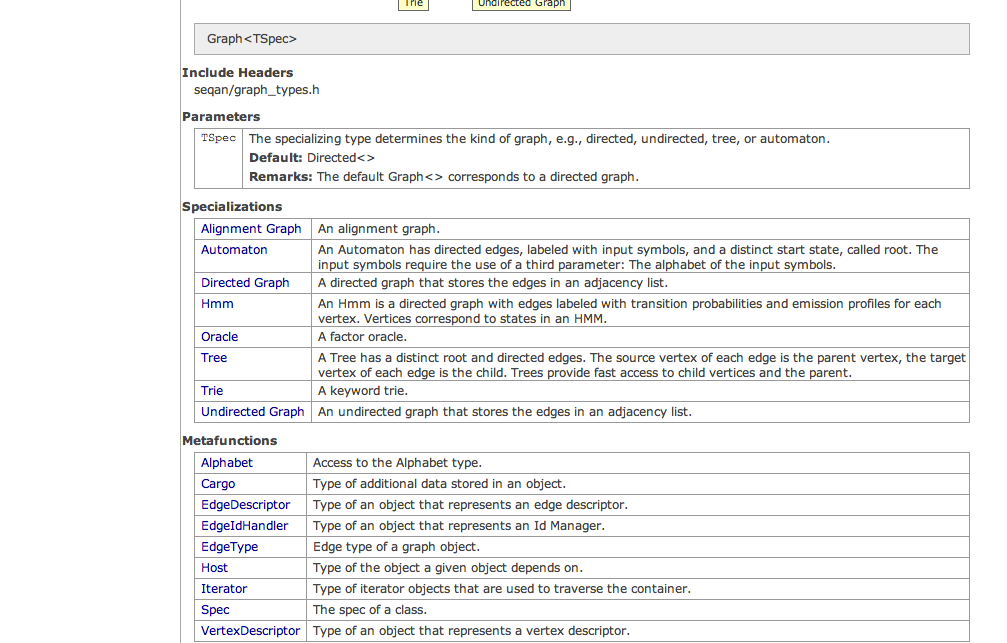 Trie Undirected Graph
Graph<TSpec>
Include Headers
seqan/graph_types.h
Parameters
TSpec The specializing type determines the kind of graph, e.g., directed, undirected, tree, or automaton.
Default: Directed<>
Remarks: The default Graph<> corresponds to a directed graph.
Specializations
Alignment Graph An alignment graph.
Automaton An Automaton has directed edges, labeled with input symbols, and a distinct start state, called root. The
input symbols require the use of a third parameter: The alphabet of the input symbols.
Directed Graph A directed graph that stores the edges in an adjacency list.
Hmm An Hmm is a directed graph with edges labeled with transition probabilities and emission profiles for each
vertex. Vertices correspond to states in an HMM.
Oracle A factor oracle.
Tree A Tree has a distinct root and directed edges. The source vertex of each edge is the parent vertex, the target
vertex of each edge is the child. Trees provide fast access to child vertices and the parent.
Trie A keyword trie.
Undirected Graph An undirected graph that stores the edges in an adjacency list.
Metafunctions
Alphabet Access to the Alphabet type.
Cargo Type of additional data stored in an object.
EdgeDescriptor Type of an object that represents an edge descriptor.
EdgeIdHandler Type of an object that represents an Id Manager.
EdgeType Edge type of a graph object.
Host Type of the object a given object depends on.
Iterator Type of iterator objects that are used to traverse the container.
Spec The spec of a class.
VertexDescriptor Type of an object that represents a vertex descriptor.